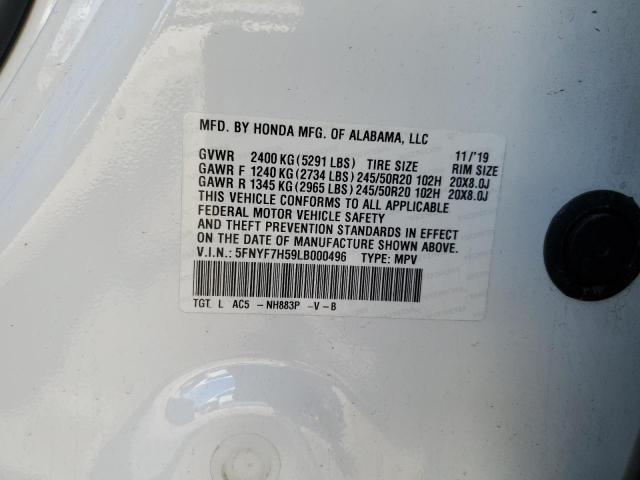 MFD. BY HONDA MFG. OF ALABAMA, LLC
GVWR 2400 KG (5291 LBS) TIRE SIZE 11/'19 RIM SIZE
GAWR F 1240 KG (2734 LBS) 245/50R20 102H 20X8.0J
GAWR R 1345 KG (2965 LBS) 245/50R20 102H 20X8.0J
THIS VEHICLE CONFORMS TO ALL APPLICABLE
FEDERAL MOTOR VEHICLE SAFETY
AND THEFT PREVENTION STANDARDS IN EFFECT
ON THE DATE OF MANUFACTURE SHOWN ABOVE.
V.I.N.: 5FNYF7H59LB000496 TYPE: MPV
TGT L AC5 -NH883P -V-B